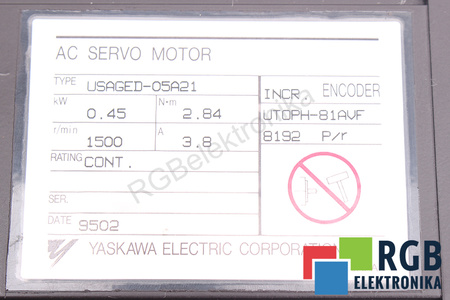 AC SERVO MOTOR
TYPE USAGED-05A21
kW 0.45 N·m 2.84
r/min 1500 A 3.8
RATING CONT.
SER.
DATE 9502
YASKAWA ELECTRIC CORPORATION
INCR. ENCODER
UTOPH-81AVF
8192 P/r
RGBelektronika
RGB
ELEKTRONIKA